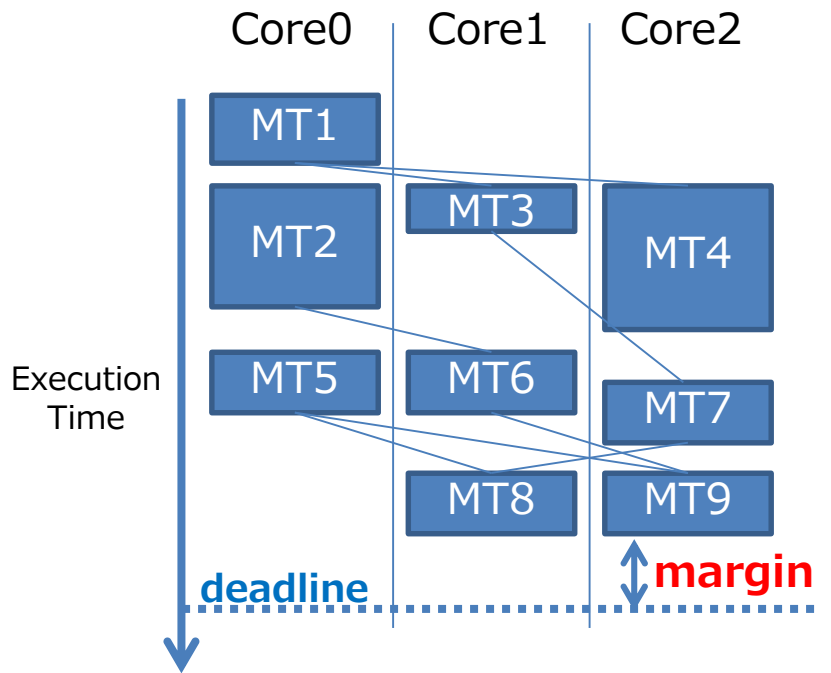 Core0 Core1 Core2
MT1
MT2 MT3 MT4
Execution
Time
MT5 MT6 MT7
MT8 MT9
deadline margin